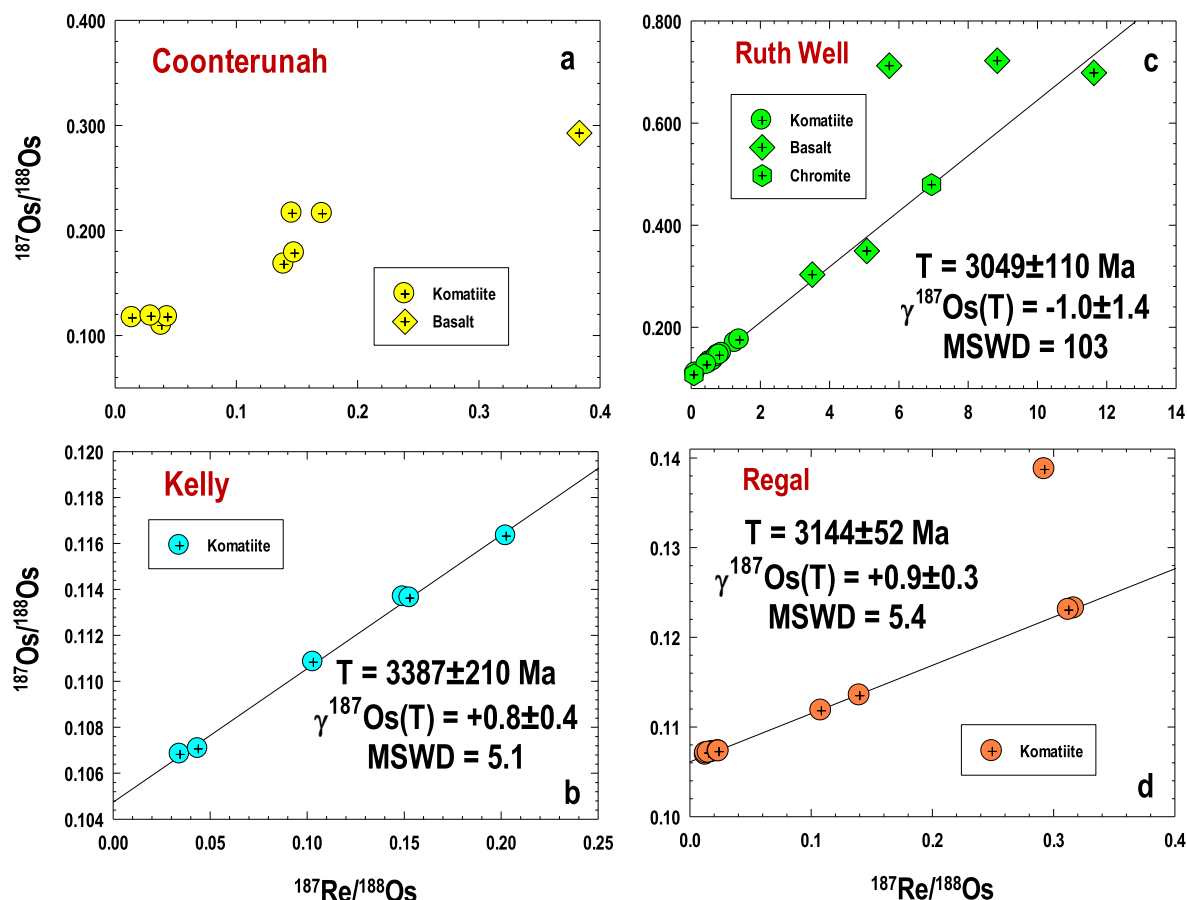 Coonterunah
a
0.400
0.300
0.200
0.100
¹⁸⁷Os/¹⁸⁸Os
Komatiite
Basalt
0.0
0.1
0.2
0.3
0.4
Ruth Well
c
0.800
0.600
0.400
0.200
Komatiite
Basalt
Chromite
T = 3049±110 Ma
γ¹⁸⁷Os(T) = -1.0±1.4
MSWD = 103
0
2
4
6
8
10
12
14
Kelly
0.120
0.118
0.116
0.114
0.112
0.110
0.108
0.106
0.104
¹⁸⁷Os/¹⁸⁸Os
Komatiite
T = 3387±210 Ma
γ¹⁸⁷Os(T) = +0.8±0.4
MSWD = 5.1
b
0.00
0.05
0.10
0.15
0.20
0.25
¹⁸⁷Re/¹⁸⁸Os
Regal
0.14
0.13
0.12
0.11
0.10
T = 3144±52 Ma
γ¹⁸⁷Os(T) = +0.9±0.3
MSWD = 5.4
Komatiite
d
0.0
0.1
0.2
0.3
0.4
¹⁸⁷Re/¹⁸⁸Os